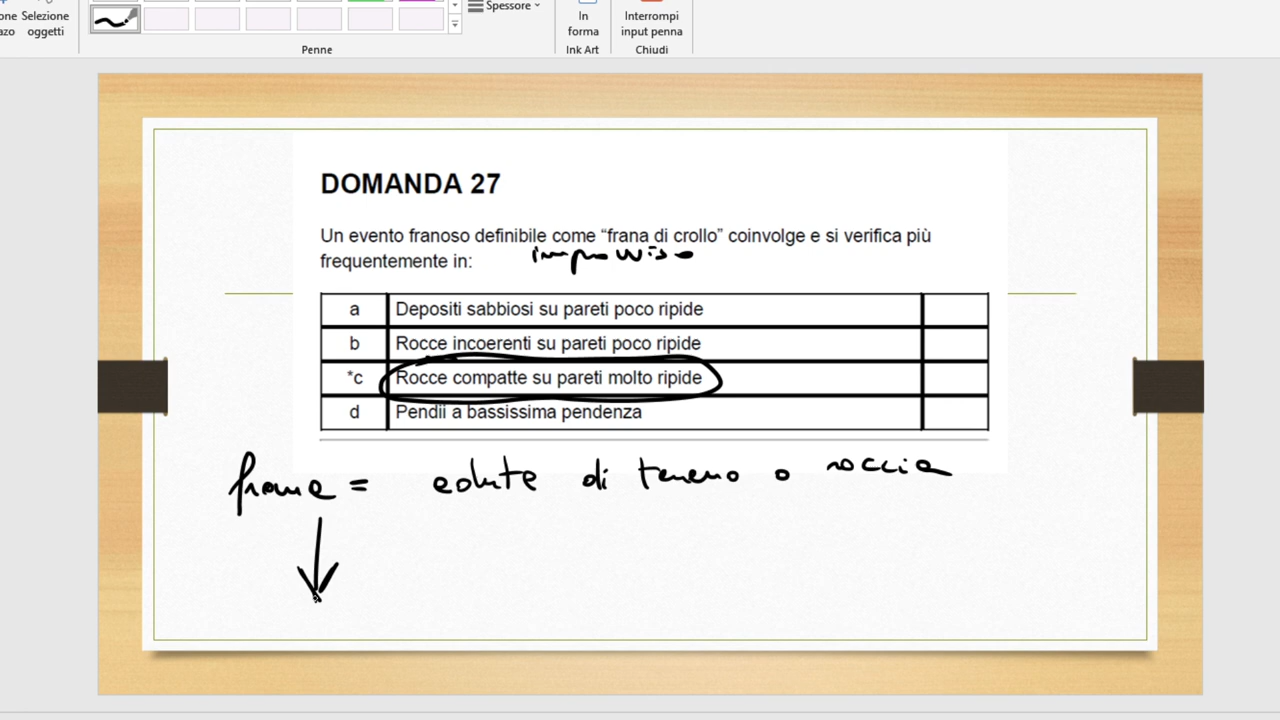 one Selezione
azo oggetti
Penne
Spessore
In
forma
Ink Art
Interrompi
input penna
Chiudi
DOMANDA 27
Un evento franoso definibile come “frana di crollo” coinvolge e si verifica più
frequentemente in:
improvviso
a Depositi sabbiosi su pareti poco ripide
b Rocce incoerenti su pareti poco ripide
*c Rocce compatte su pareti molto ripide
d Pendii a bassissima pendenza
frane = cadute di terreno o roccia